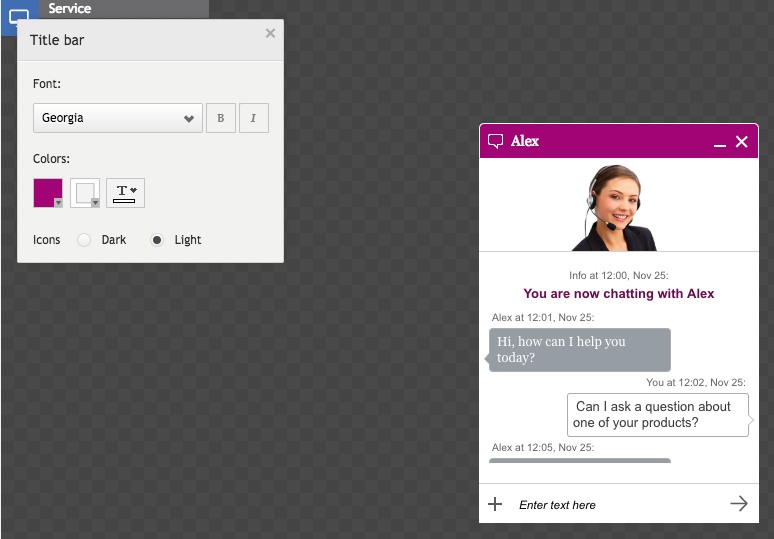 Service
Title bar
Font:
Georgia
B
I
Colors:
T
Icons
Dark
Light
Alex
Info at 12:00, Nov 25:
You are now chatting with Alex
Alex at 12:01, Nov 25:
Hi, how can I help you
today?
You at 12:02, Nov 25:
Can I ask a question about
one of your products?
Alex at 12:05, Nov 25:
Enter text here